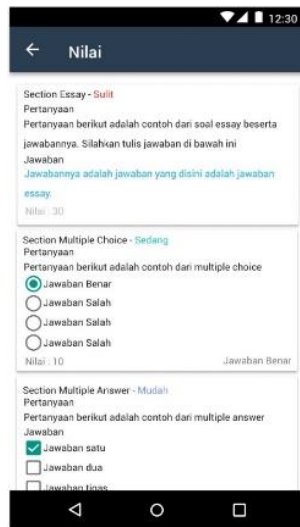 12:30
Nilai
Section Essay - Sulit
Pertanyaan
Pertanyaan berikut adalah contoh dari soal essay beserta
jawabannya. Silahkan tulis jawaban di bawah ini
Jawaban
Jawabannya adalah jawaban yang disini adalah jawaban
essay.
Nilai : 30
Section Multiple Choice - Sedang
Pertanyaan
Pertanyaan berikut adalah contoh dari multiple choice
Jawaban Benar
Jawaban Salah
Jawaban Salah
Jawaban Salah
Nilai : 10 Jawaban Benar
Section Multiple Answer - Mudah
Pertanyaan
Pertanyaan berikut adalah contoh dari multiple answer
Jawaban
Jawaban satu
Jawaban dua
Jawaban tigas